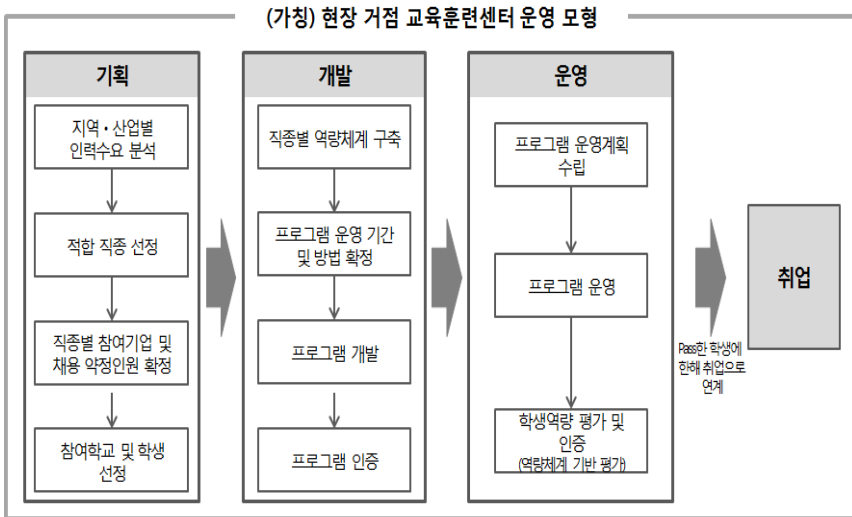 (가칭) 현장 거점 교육훈련센터 운영 모형
기획
지역·산업별
인력수요 분석
적합 직종 선정
직종별 참여기업 및
채용 약정인원 확정
참여학교 및 학생
선정
개발
직종별 역량체계 구축
프로그램 운영 기간
및 방법 확정
프로그램 개발
프로그램 인증
운영
프로그램 운영계획
수립
프로그램 운영
학생역량 평가 및
인증
(역량체계 기반 평가)
Pass한 학생에
한해 취업으로
연계
취업